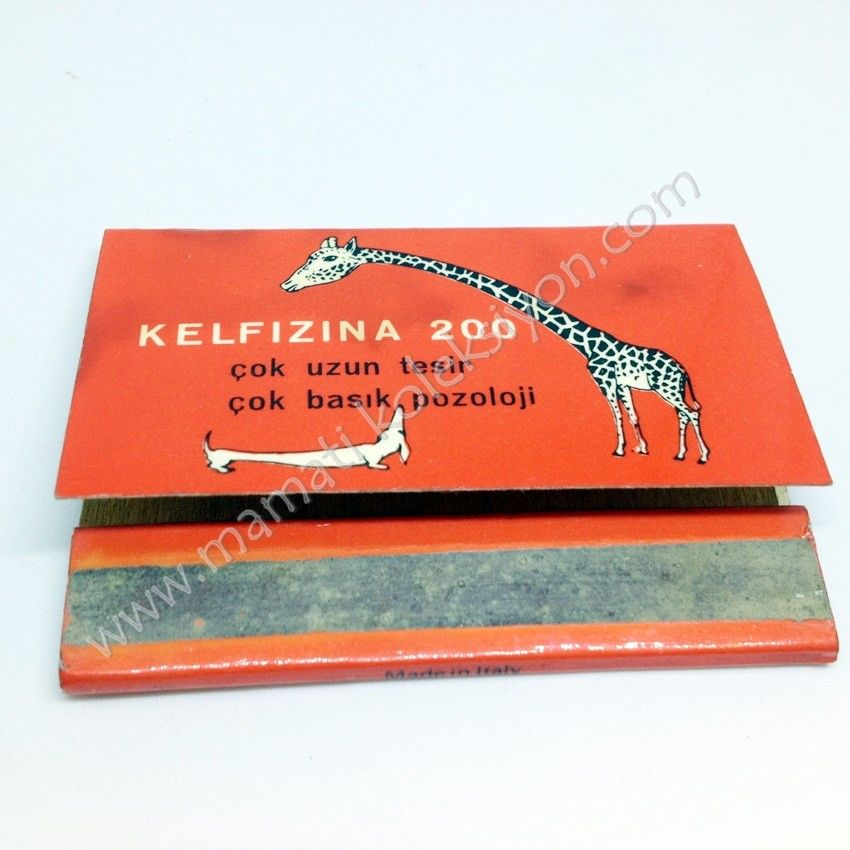 KELFIZINA 200
çok uzun tesir
çok basık pozoloji
Made in Italy
www.mamatikoleksiyon.com